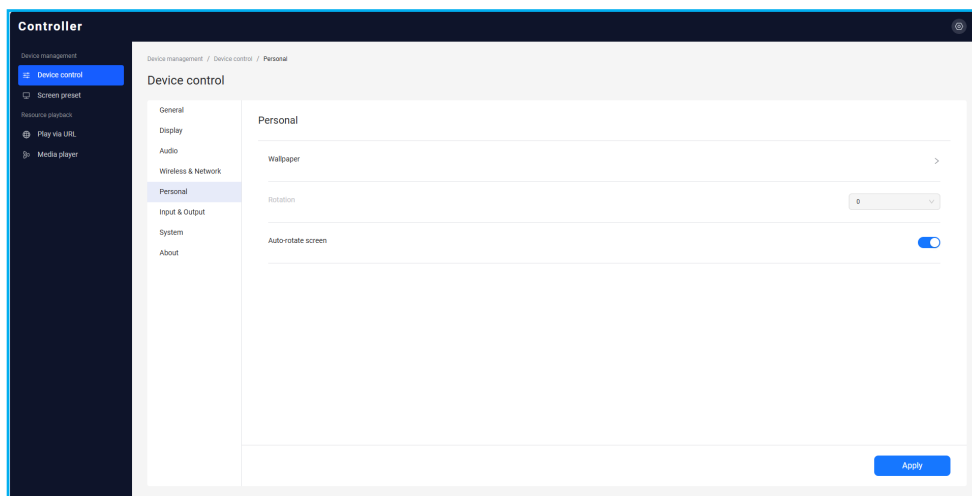 Controller
Device management
Device control
Screen preset
Resource playback
Play via URL
Media player
Device management / Device control / Personal
Device control
General
Display
Audio
Wireless & Network
Personal
Input & Output
System
About
Personal
Wallpaper
Rotation
0
Auto-rotate screen
Apply